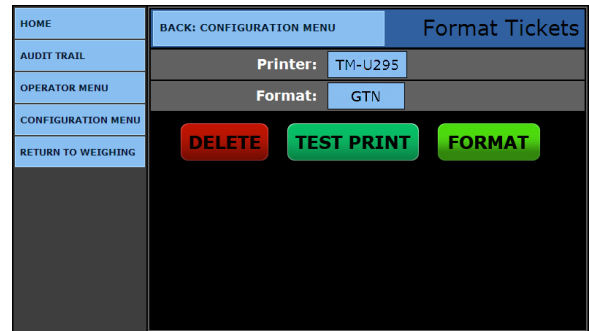 HOME
AUDIT TRAIL
OPERATOR MENU
CONFIGURATION MENU
RETURN TO WEIGHING
BACK: CONFIGURATION MENU
Format Tickets
Printer: TM-U295
Format: GTN
DELETE
TEST PRINT
FORMAT